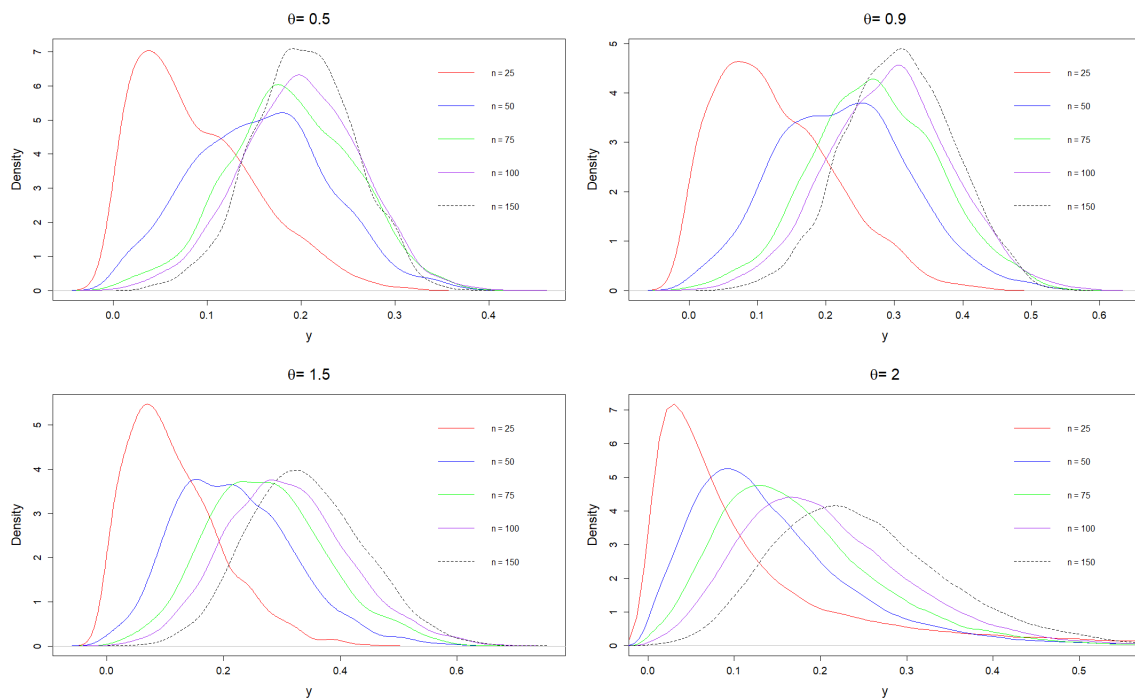 θ= 0.5
Density
0 1 2 3 4 5 6 7
n = 25
n = 50
n = 75
n = 100
n = 150
0.0 0.1 0.2 0.3 0.4
y
θ= 0.9
Density
0 1 2 3 4 5
n = 25
n = 50
n = 75
n = 100
n = 150
0.0 0.1 0.2 0.3 0.4 0.5 0.6
y
θ= 1.5
Density
0 1 2 3 4 5
n = 25
n = 50
n = 75
n = 100
n = 150
0.0 0.2 0.4 0.6
y
θ= 2
Density
0 1 2 3 4 5 6 7
n = 25
n = 50
n = 75
n = 100
n = 150
0.0 0.1 0.2 0.3 0.4 0.5
y